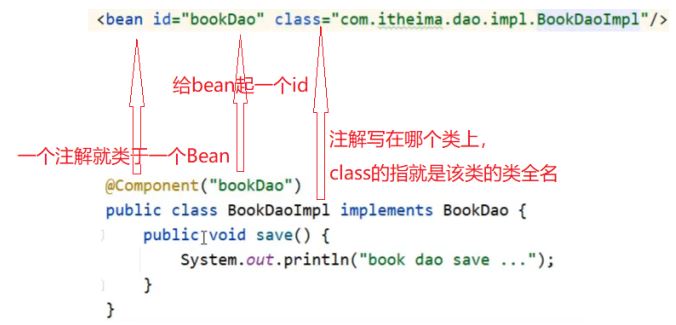 <bean id="bookDao" class="com.itheima.dao.impl.BookDaoImpl"/>
给bean起一个id
一个注解就类于一个Bean
注解写在哪个类上，
class的指就是该类的类全名
@Component("bookDao")
public class BookDaoImpl implements BookDao {
public void save() {
System.out.println("book dao save ...");
}
}